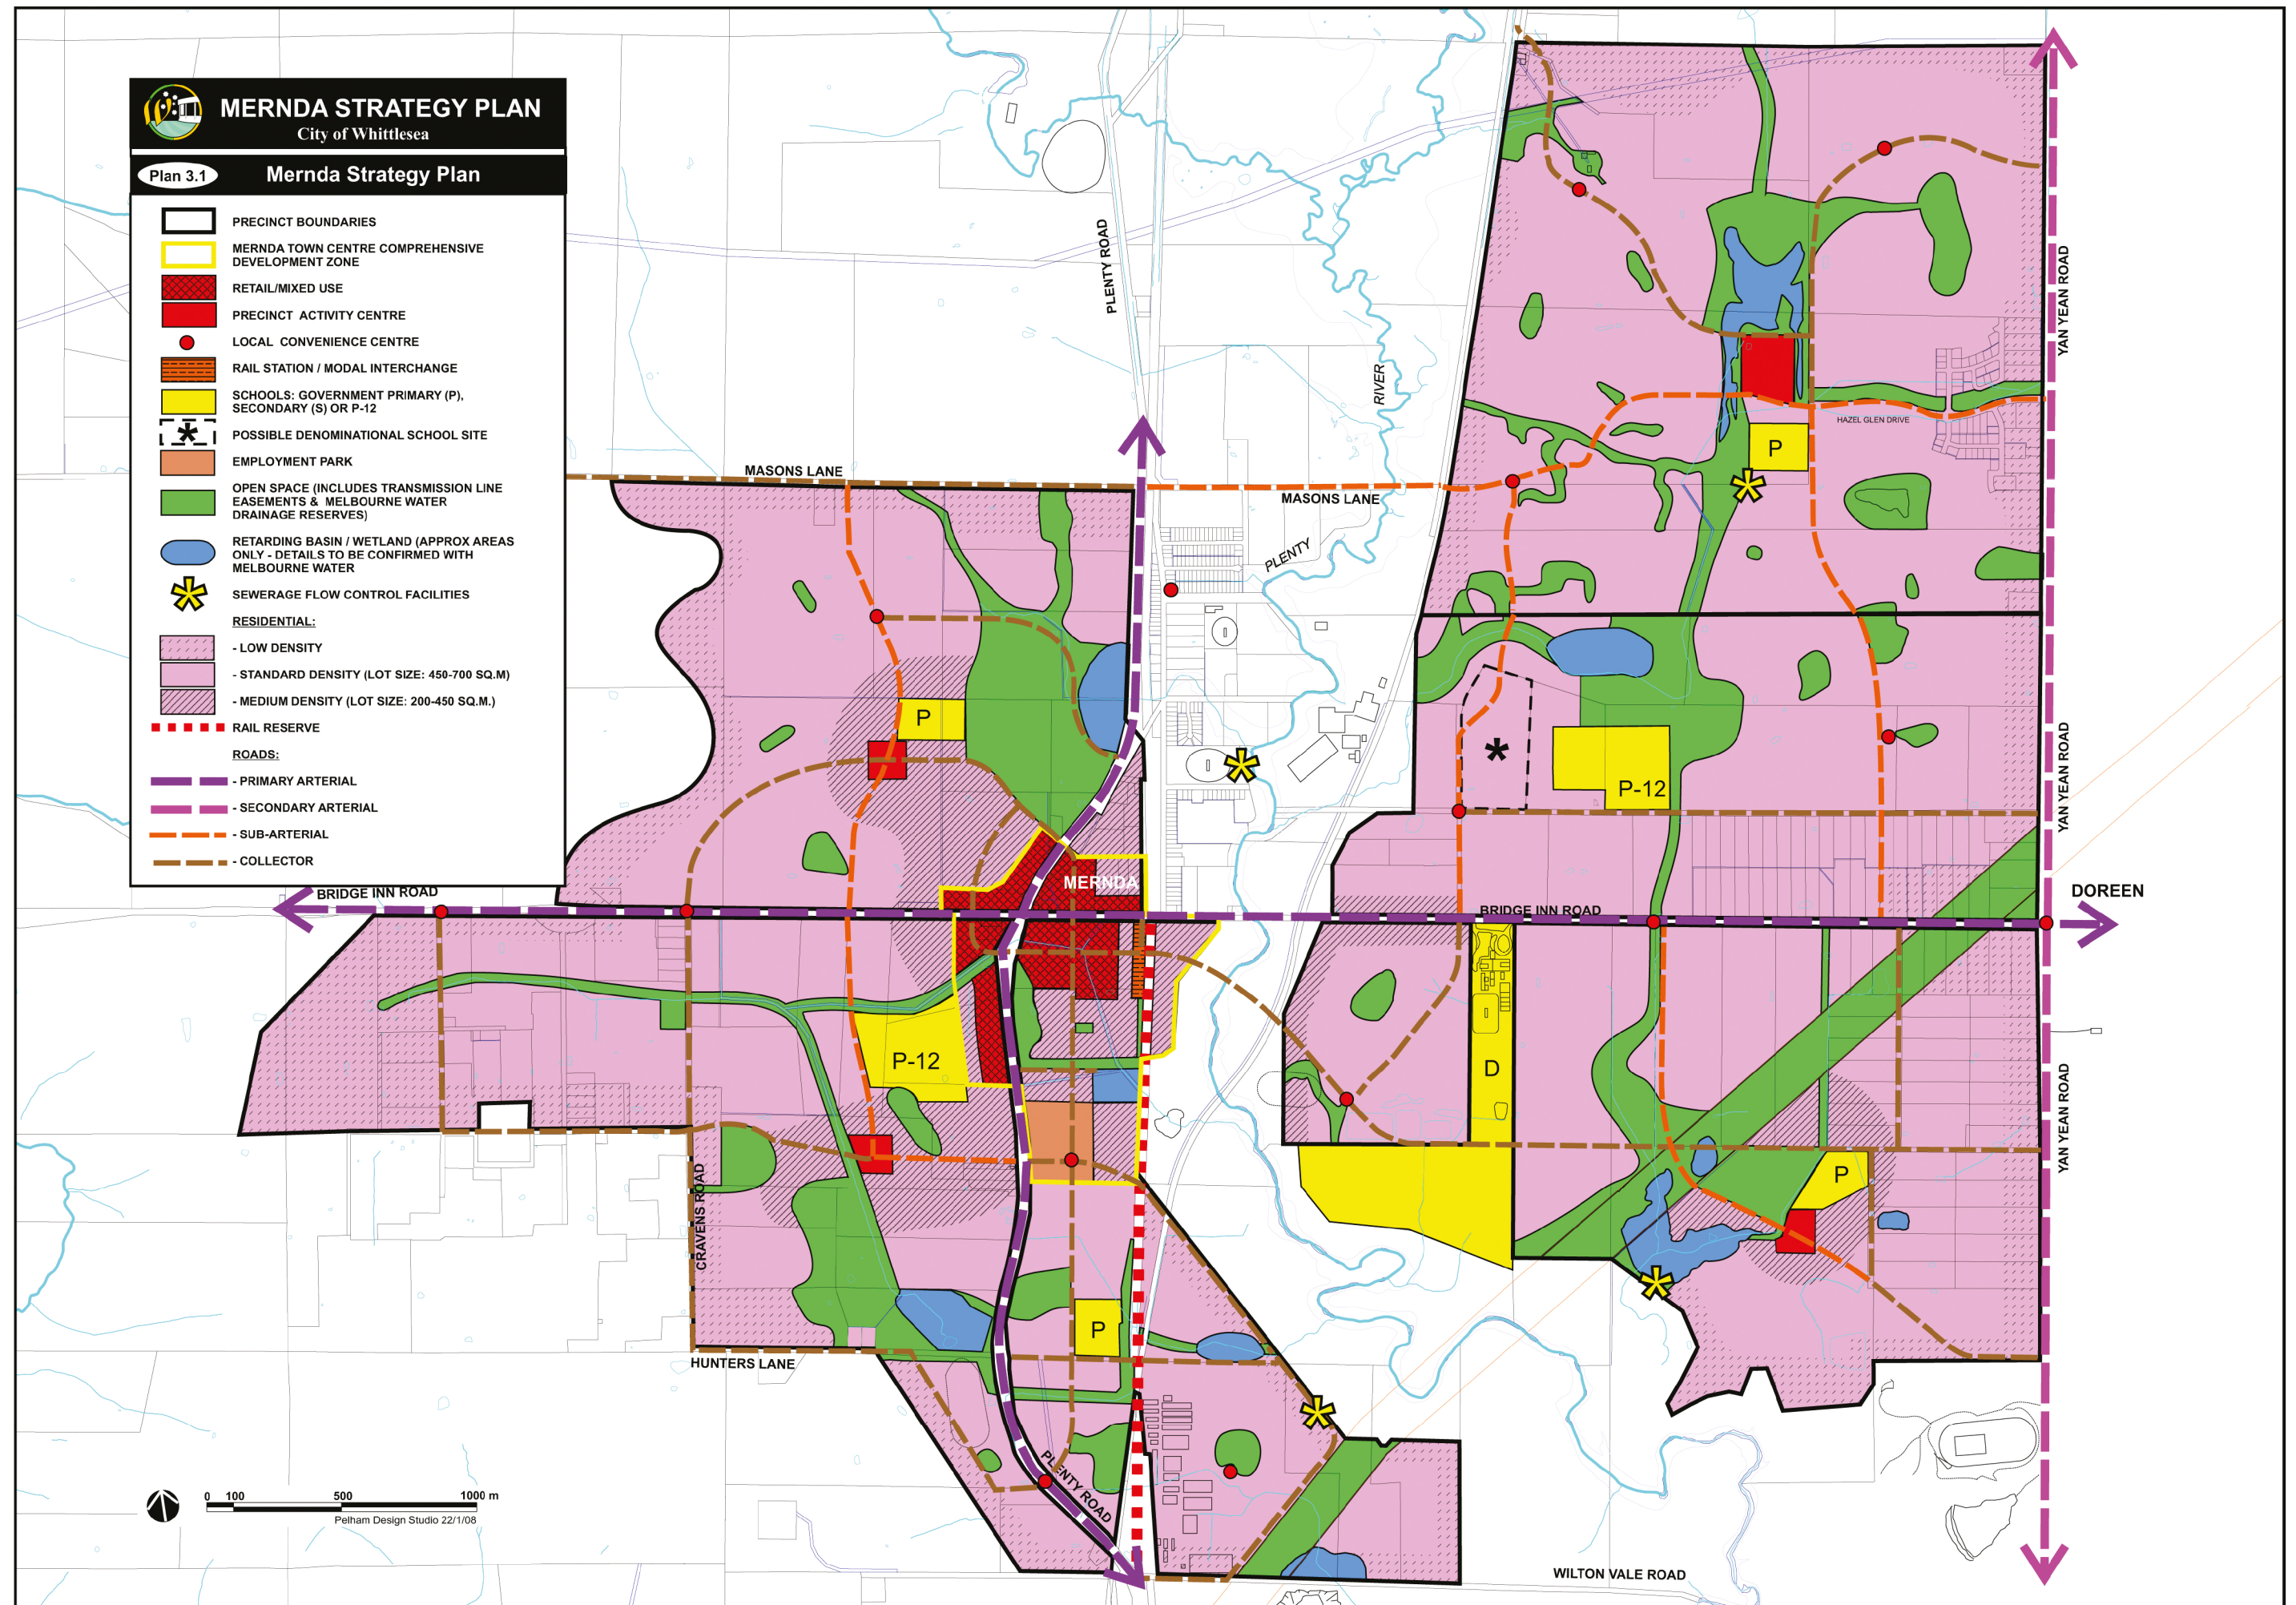 MERNDA STRATEGY PLAN
City of Whittlesea
Plan 3.1
Mernda Strategy Plan
PRECINCT BOUNDARIES
MERNDA TOWN CENTRE COMPREHENSIVE
DEVELOPMENT ZONE
RETAIL/MIXED USE
PRECINCT ACTIVITY CENTRE
LOCAL CONVENIENCE CENTRE
RAIL STATION / MODAL INTERCHANGE
SCHOOLS: GOVERNMENT PRIMARY (P),
SECONDARY (S) OR P-12
POSSIBLE DENOMINATIONAL SCHOOL SITE
EMPLOYMENT PARK
OPEN SPACE (INCLUDES TRANSMISSION LINE
EASEMENTS & MELBOURNE WATER
DRAINAGE RESERVES)
RETARDING BASIN / WETLAND (APPROX AREAS
ONLY - DETAILS TO BE CONFIRMED WITH
MELBOURNE WATER
SEWERAGE FLOW CONTROL FACILITIES
RESIDENTIAL:
- LOW DENSITY
- STANDARD DENSITY (LOT SIZE: 450-700 SQ.M)
- MEDIUM DENSITY (LOT SIZE: 200-450 SQ.M.)
RAIL RESERVE
ROADS:
- PRIMARY ARTERIAL
- SECONDARY ARTERIAL
- SUB-ARTERIAL
- COLLECTOR
PLENTY ROAD
RIVER
PLENTY
MASONS LANE
MASONS LANE
HAZEL GLEN DRIVE
YAN YEAN ROAD
P
P
P-12
YAN YEAN ROAD
MERNDA
BRIDGE INN ROAD
BRIDGE INN ROAD
DOREEN
P-12
D
YAN YEAN ROAD
CRAVENS ROAD
P
P
HUNTERS LANE
PLENTY ROAD
WILTON VALE ROAD
0 100 500 1000 m
Pelham Design Studio 22/1/08